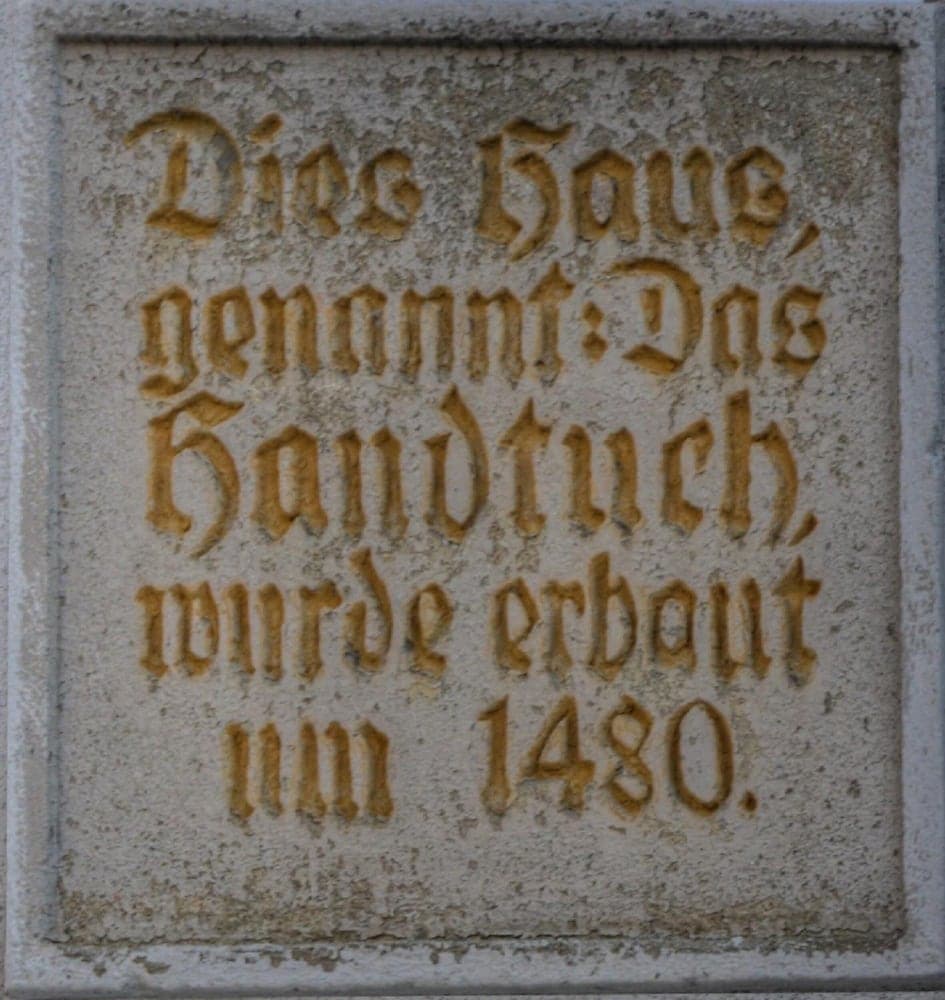 Dies Haus,
genannt: Das
Handtuch,
wurde erbaut
um 1480.